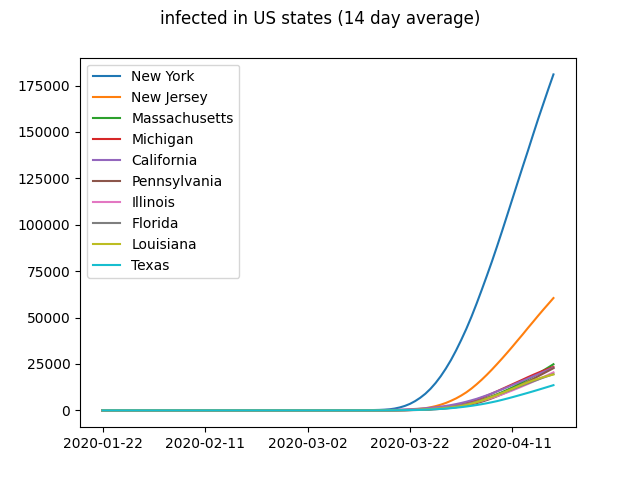 infected in US states (14 day average)
New York
New Jersey
Massachusetts
Michigan
California
Pennsylvania
Illinois
Florida
Louisiana
Texas
175000
150000
125000
100000
75000
50000
25000
0
2020-01-22 2020-02-11 2020-03-02 2020-03-22 2020-04-11